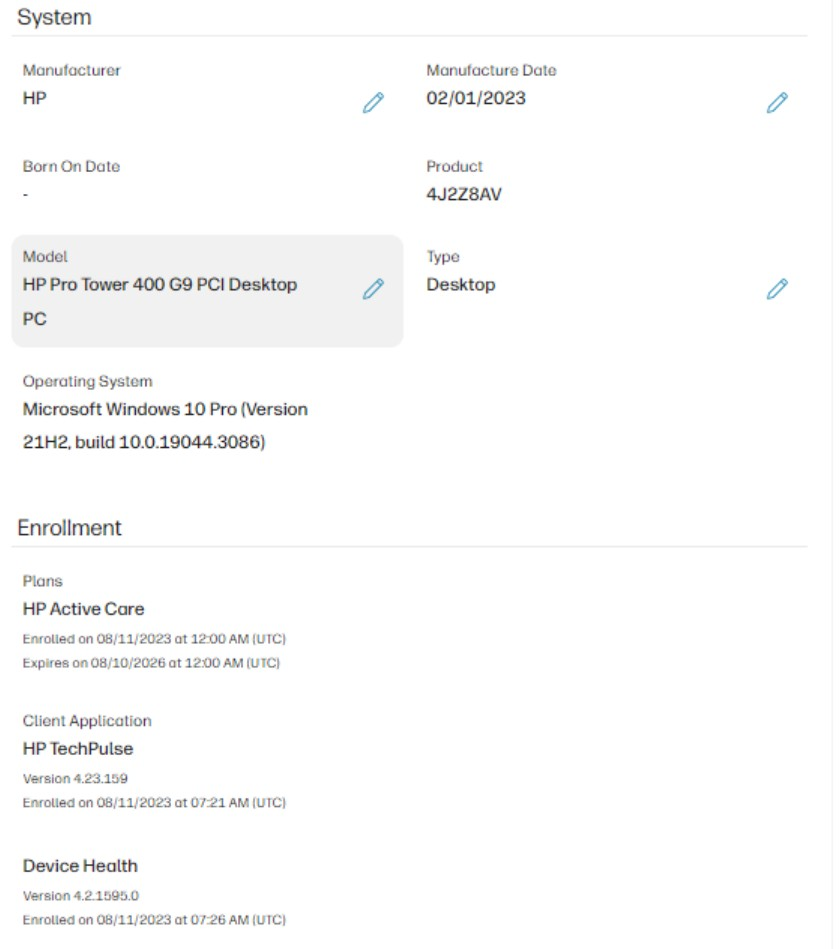 System
Manufacturer
HP
Manufacture Date
02/01/2023
Born On Date
-
Product
4J2Z8AV
Model
HP Pro Tower 400 G9 PCI Desktop
PC
Type
Desktop
Operating System
Microsoft Windows 10 Pro (Version
21H2, build 10.0.19044.3086)
Enrollment
Plans
HP Active Care
Enrolled on 08/11/2023 at 12:00 AM (UTC)
Expires on 08/10/2026 at 12:00 AM (UTC)
Client Application
HP TechPulse
Version 4.23.159
Enrolled on 08/11/2023 at 07:21 AM (UTC)
Device Health
Version 4.2.1595.0
Enrolled on 08/11/2023 at 07:26 AM (UTC)